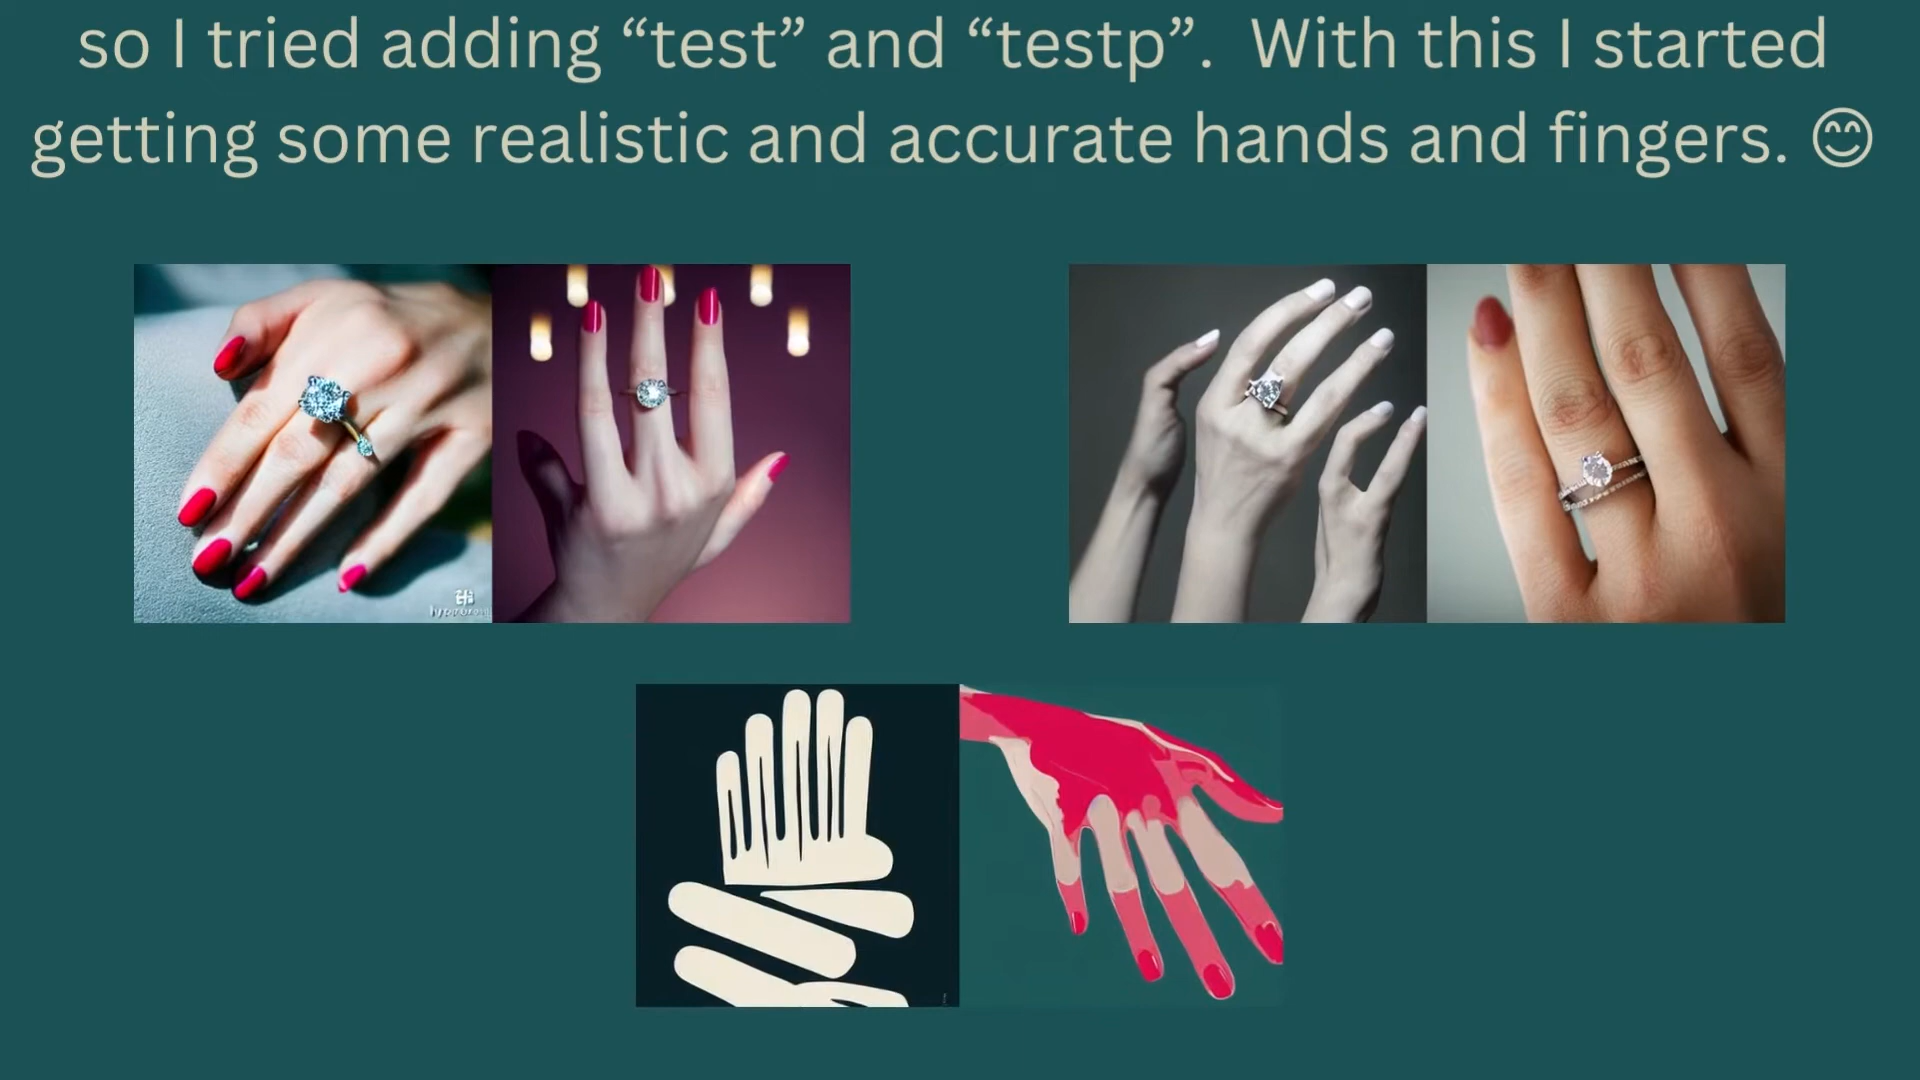 so I tried adding “test” and “testp”. With this I started
getting some realistic and accurate hands and fingers. 😊